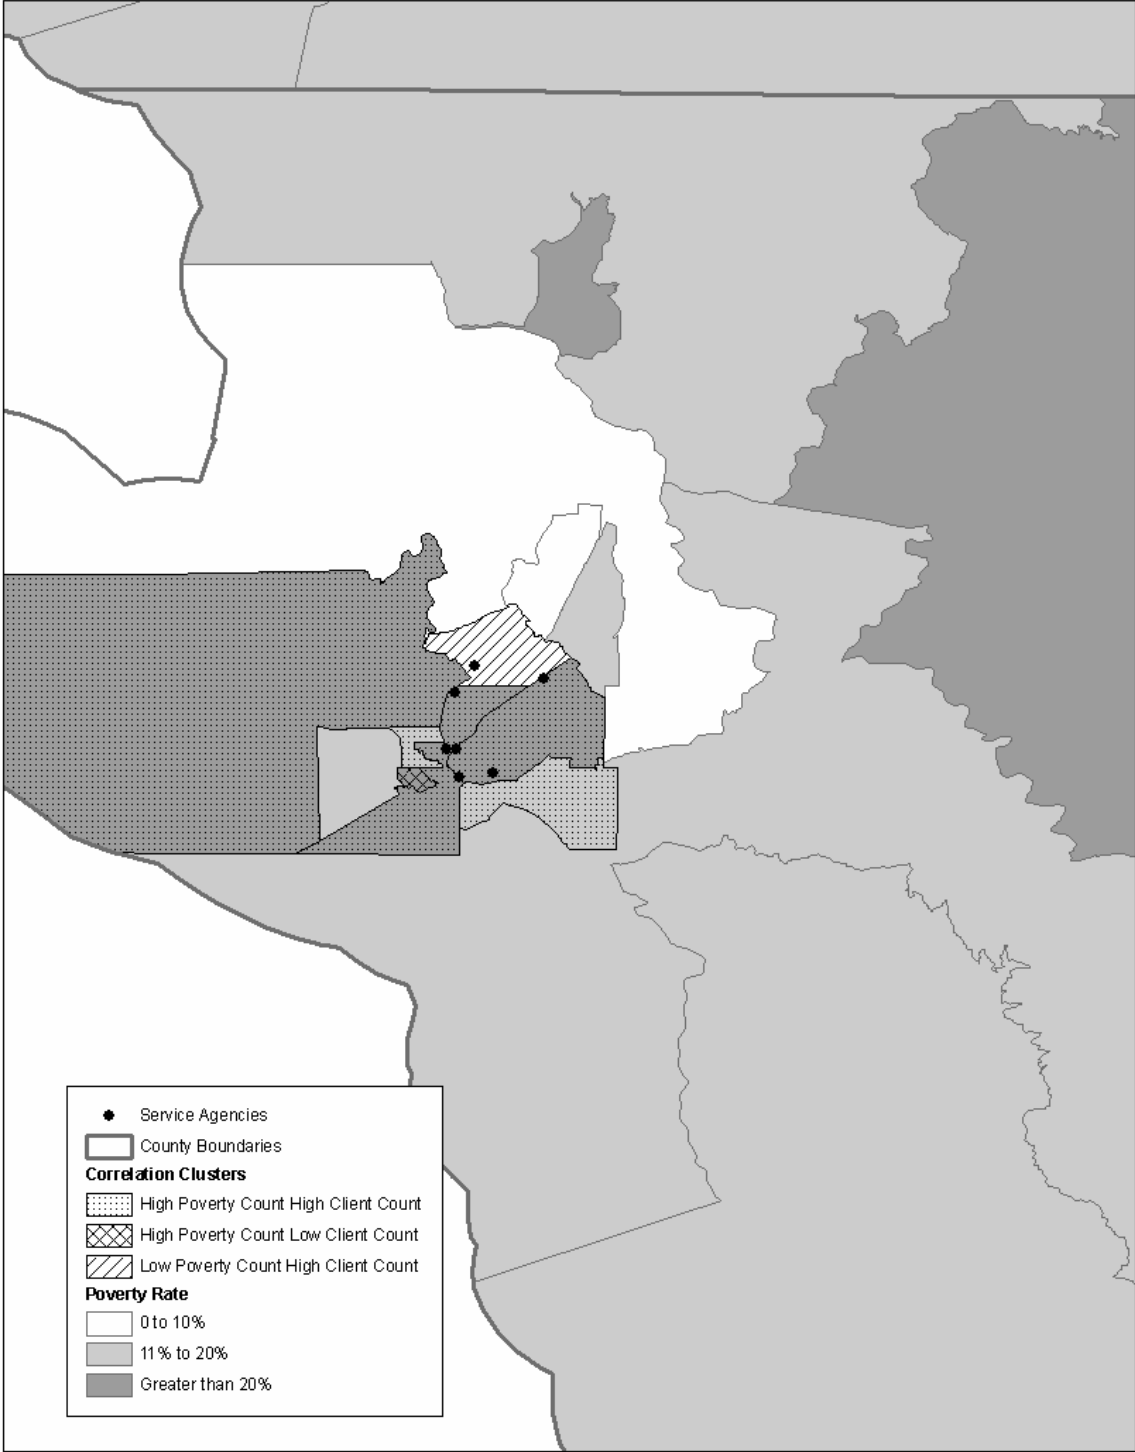 Service Agencies
County Boundaries
Correlation Clusters
High Poverty Count High Client Count
High Poverty Count Low Client Count
Low Poverty Count High Client Count
Poverty Rate
0 to 10%
11% to 20%
Greater than 20%